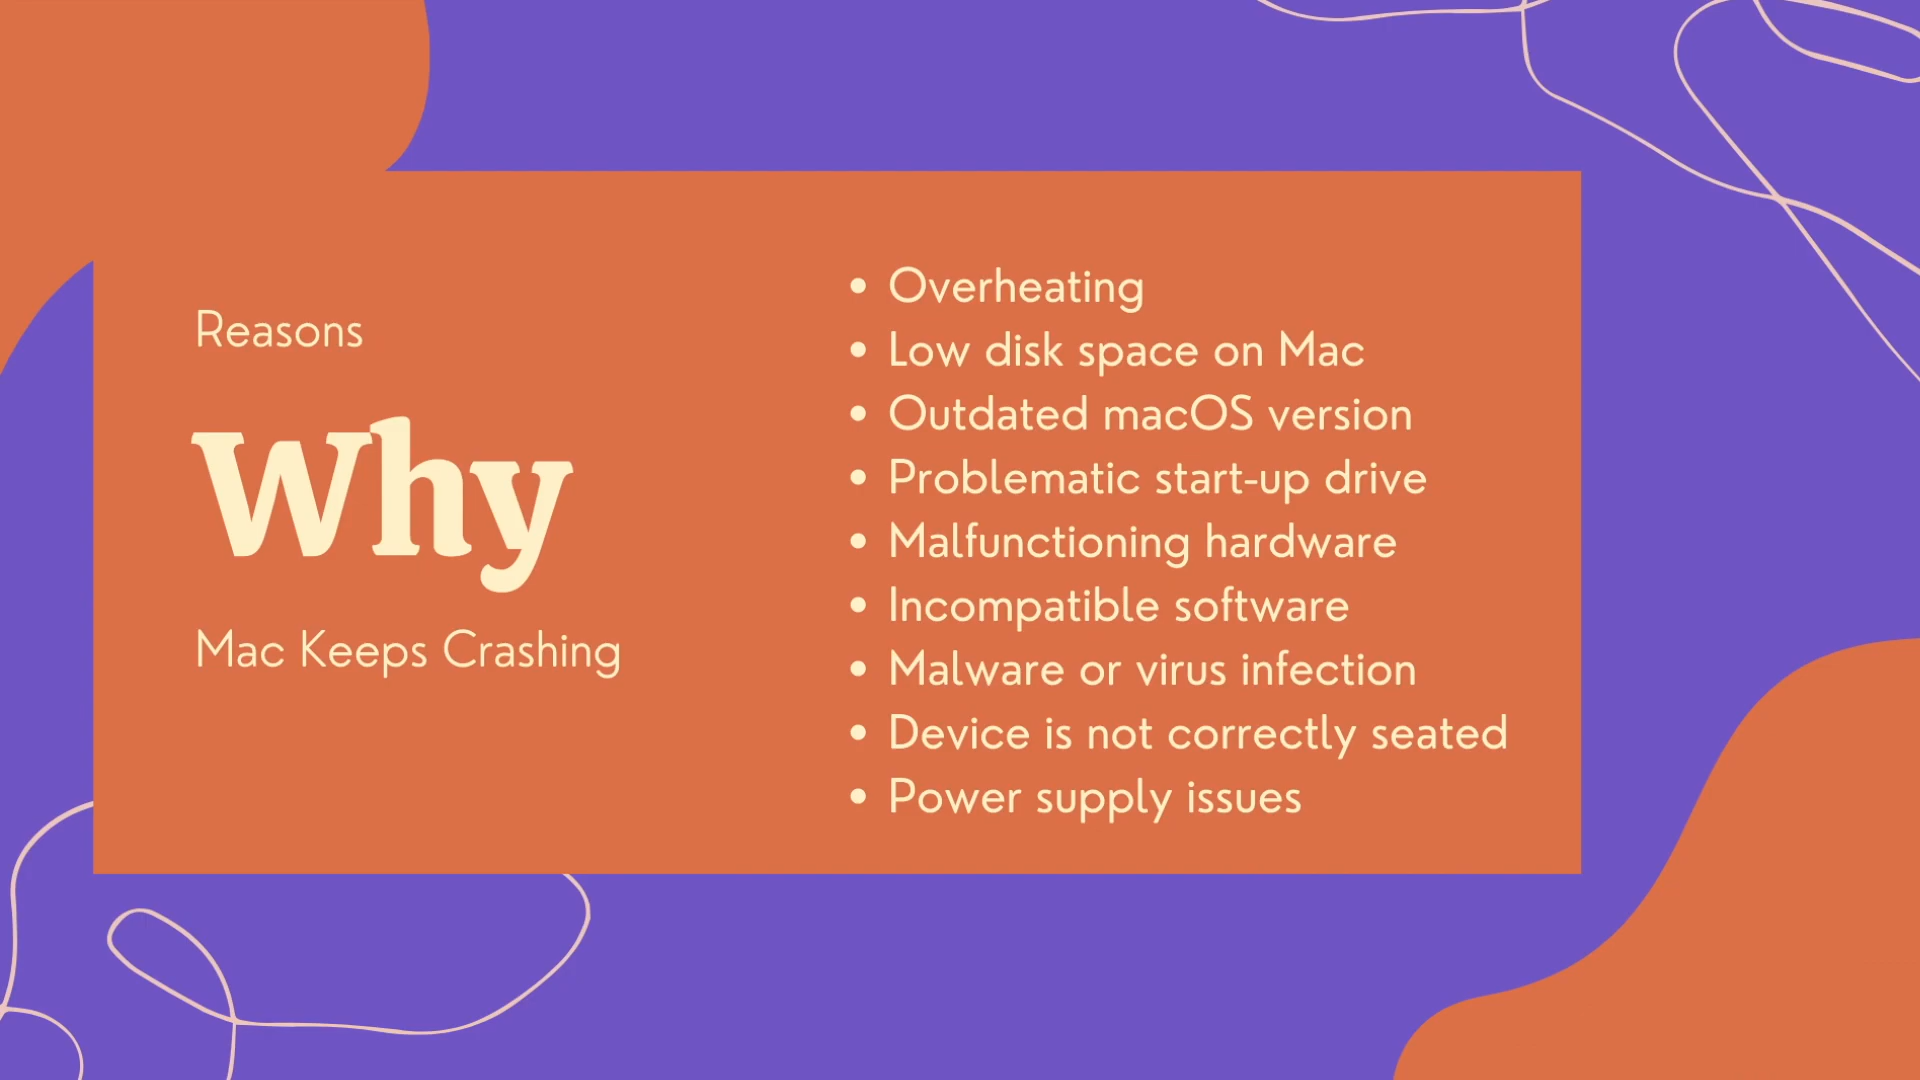 Reasons
Why
Mac Keeps Crashing
Overheating
Low disk space on Mac
Outdated macOS version
Problematic start-up drive
Malfunctioning hardware
Incompatible software
Malware or virus infection
Device is not correctly seated
Power supply issues